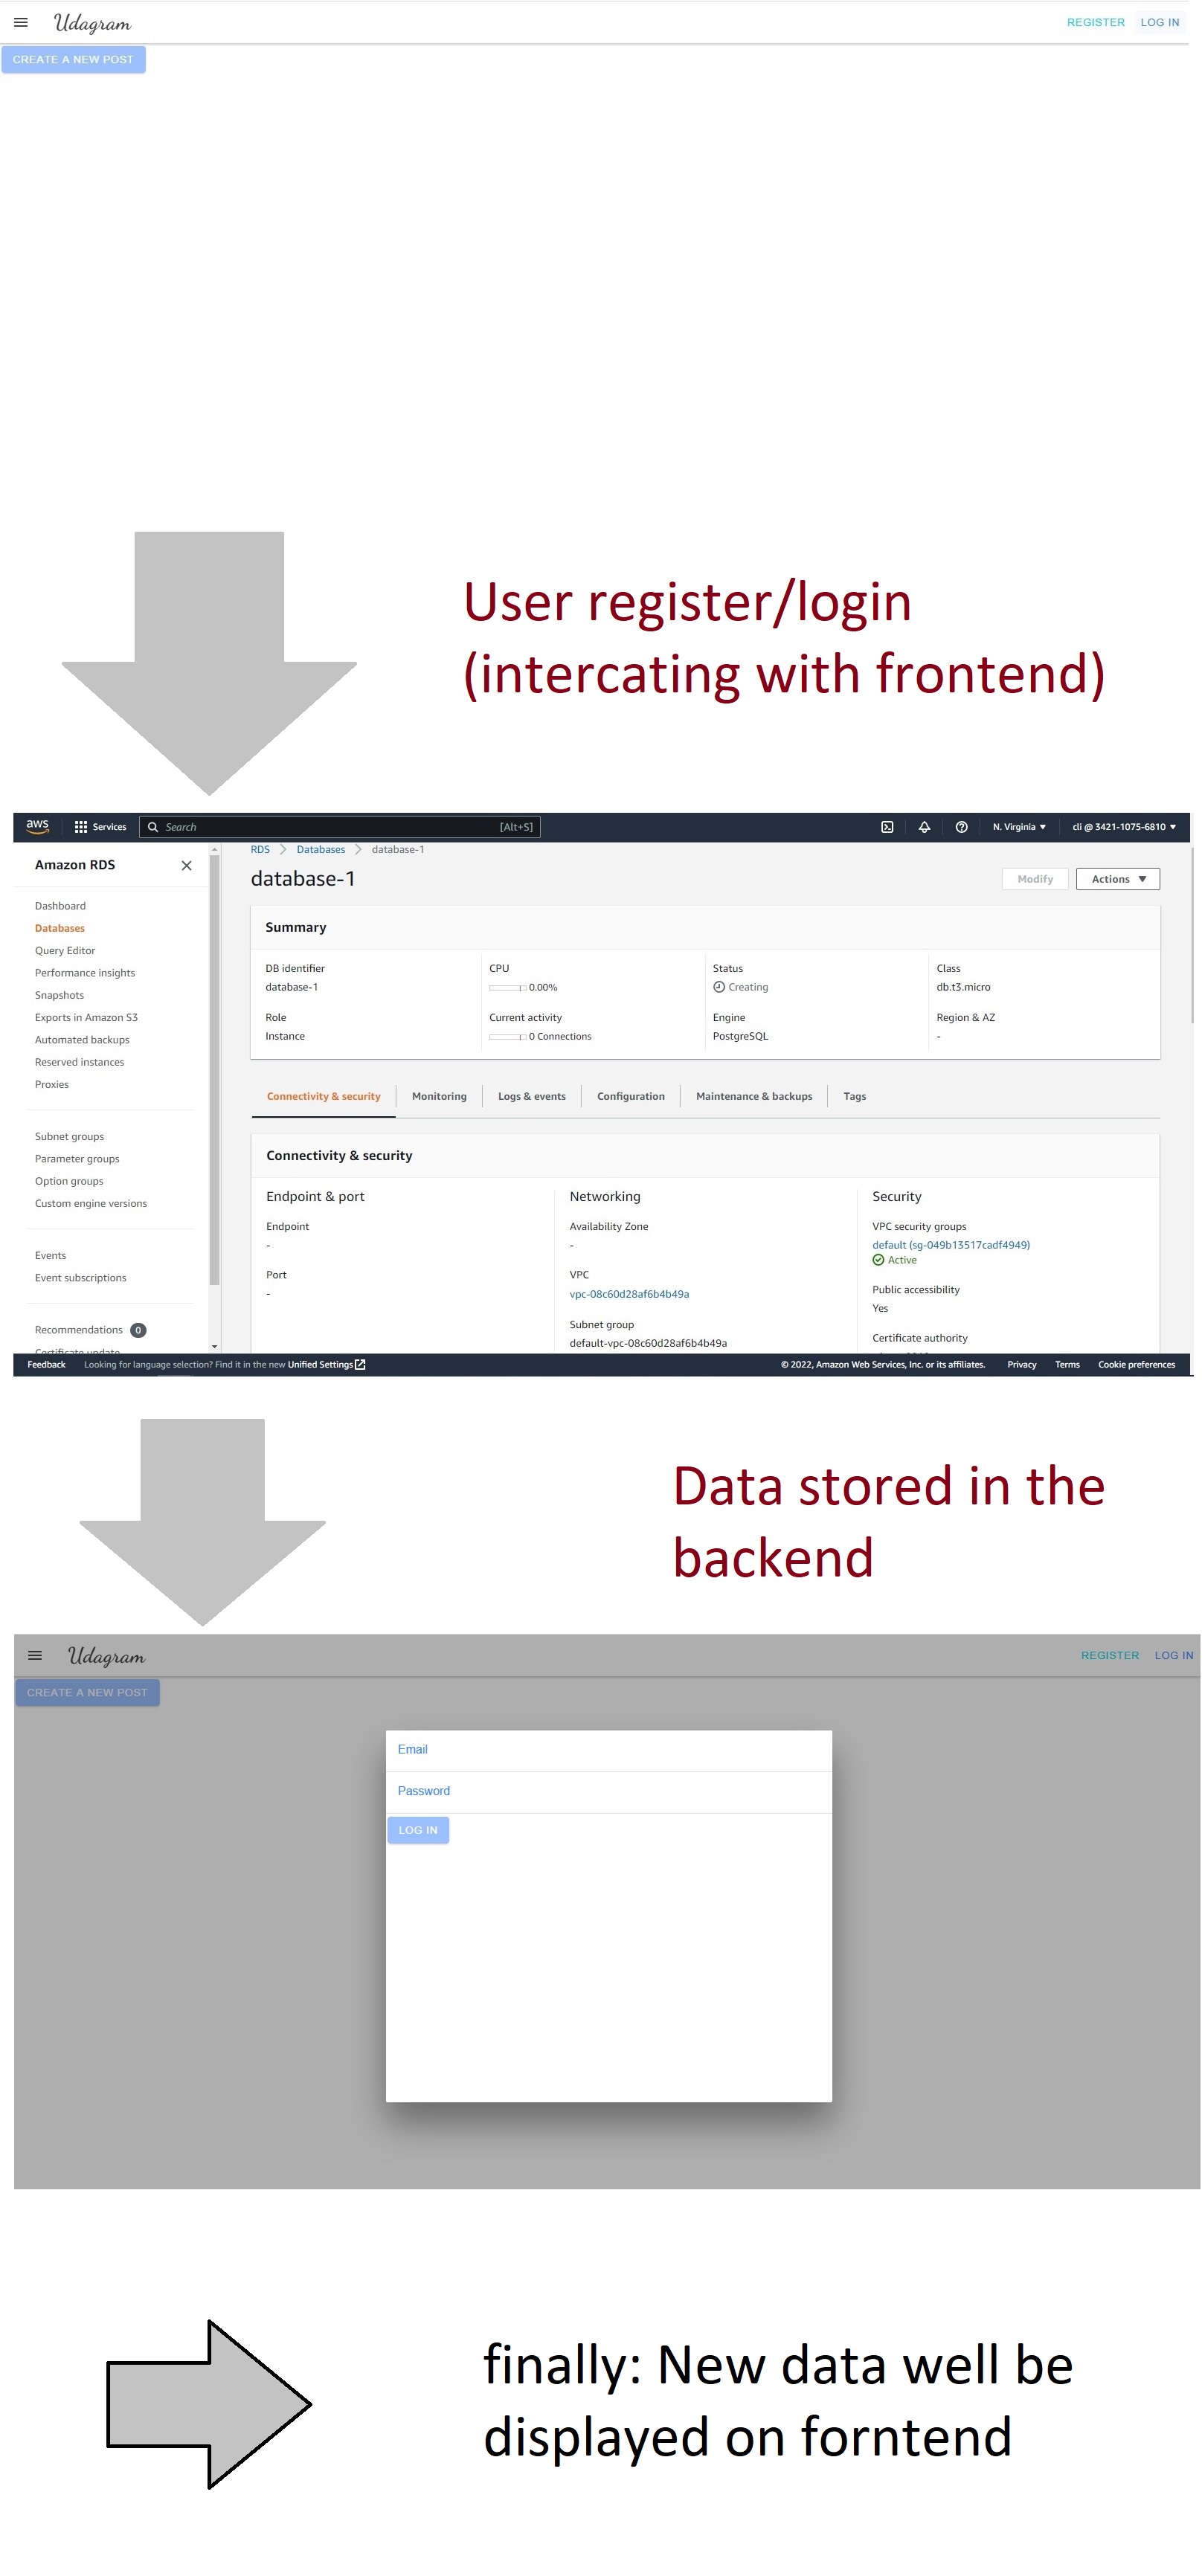 Udagram
REGISTER
LOG IN
CREATE A NEW POST
User register/login
(intercating with frontend)
aws
Services
Search
[Alt+S]
N. Virginia
cli @ 3421-1075-6810
Amazon RDS
Dashboard
Databases
Query Editor
Performance insights
Snapshots
Exports in Amazon S3
Automated backups
Reserved instances
Proxies
Subnet groups
Parameter groups
Option groups
Custom engine versions
Events
Event subscriptions
Recommendations 0
Certificate update
RDS > Databases > database-1
database-1
Modify
Actions
Summary
DB identifier
database-1
CPU
0.00%
Status
Creating
Class
db.t3.micro
Role
Instance
Current activity
0 Connections
Engine
PostgreSQL
Region & AZ
-
Connectivity & security
Monitoring
Logs & events
Configuration
Maintenance & backups
Tags
Connectivity & security
Endpoint & port
Endpoint
-
Port
-
Networking
Availability Zone
-
VPC
vpc-08c60d28af6b4b49a
Subnet group
default-vpc-08c60d28af6b4b49a
Security
VPC security groups
default (sg-049b13517cadf4949)
Active
Public accessibility
Yes
Certificate authority
Feedback
Looking for language selection? Find it in the new Unified Settings
© 2022, Amazon Web Services, Inc. or its affiliates.
Privacy
Terms
Cookie preferences
Data stored in the
backend
Udagram
REGISTER
LOG IN
CREATE A NEW POST
Email
Password
LOG IN
finally: New data well be
displayed on forntend